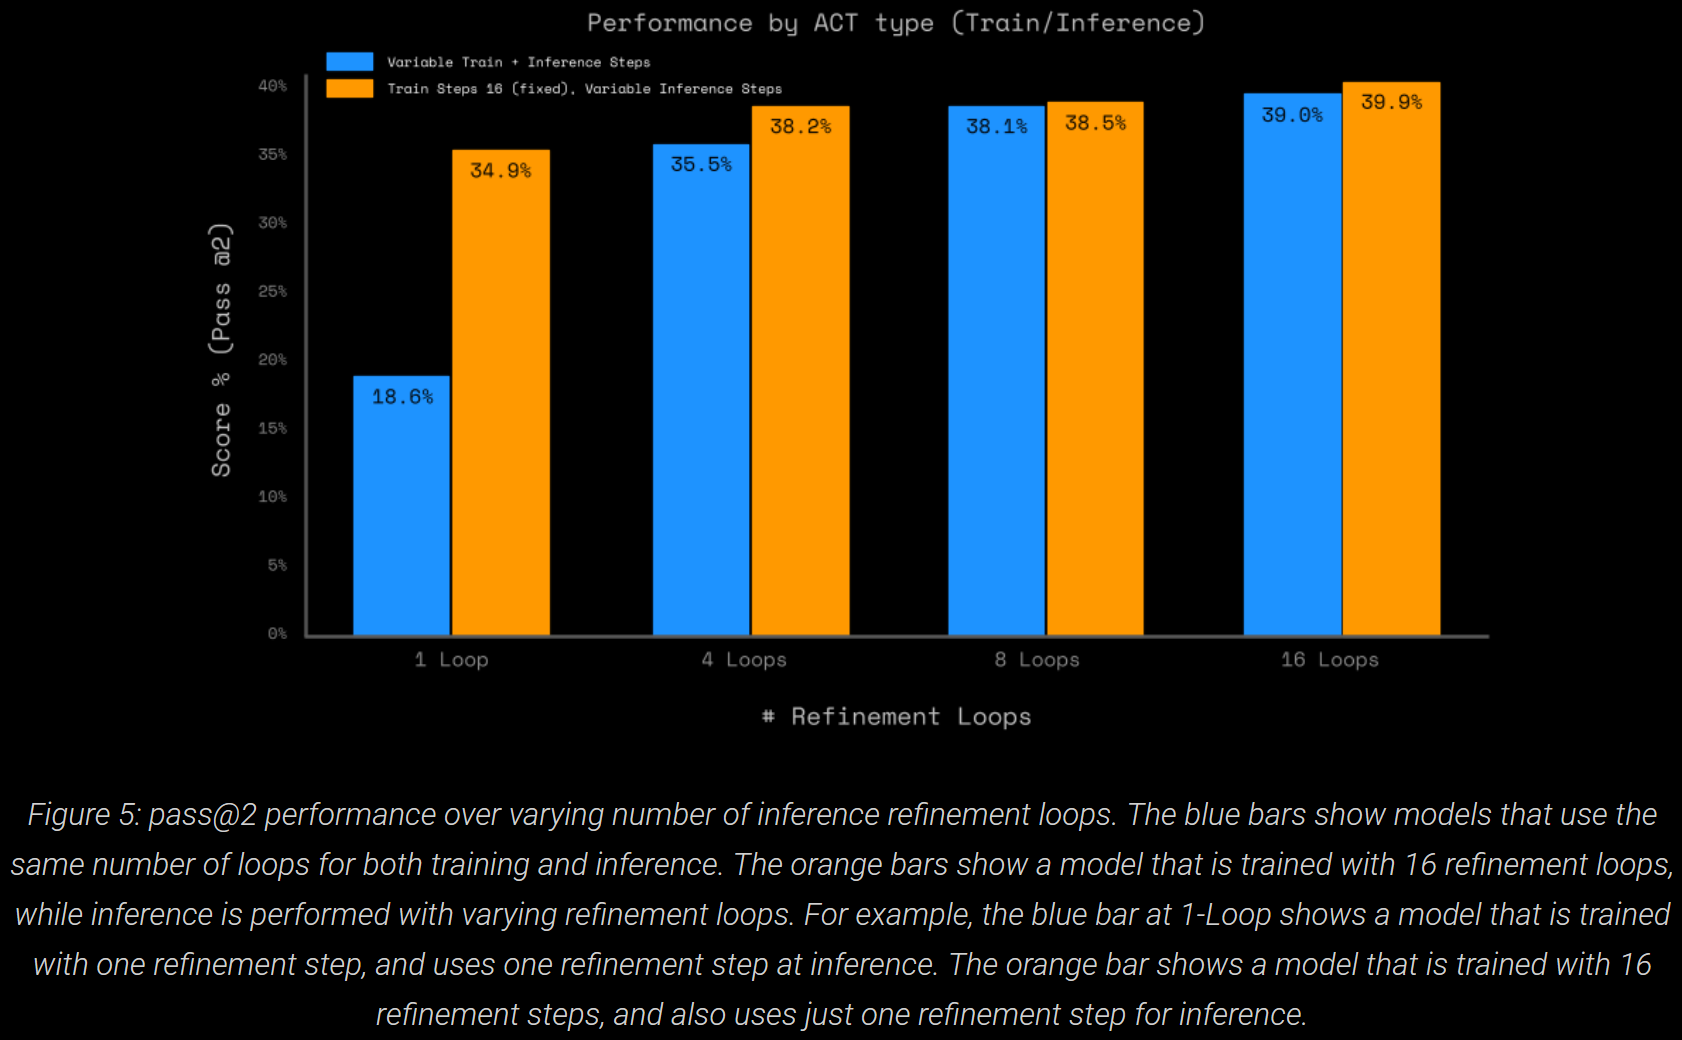 Performance by ACT type (Train/Inference)
Variable Train + Inference Steps
Train Steps 16 (fixed), Variable Inference Steps
Score % (Pass @2)
40%
35%
30%
25%
20%
15%
10%
5%
0%
18.6%
34.9%
35.5%
38.2%
38.1%
38.5%
39.0%
39.9%
1 Loop
4 Loops
8 Loops
16 Loops
# Refinement Loops
Figure 5: pass@2 performance over varying number of inference refinement loops. The blue bars show models that use the
same number of loops for both training and inference. The orange bars show a model that is trained with 16 refinement loops,
while inference is performed with varying refinement loops. For example, the blue bar at 1-Loop shows a model that is trained
with one refinement step, and uses one refinement step at inference. The orange bar shows a model that is trained with 16
refinement steps, and also uses just one refinement step for inference.